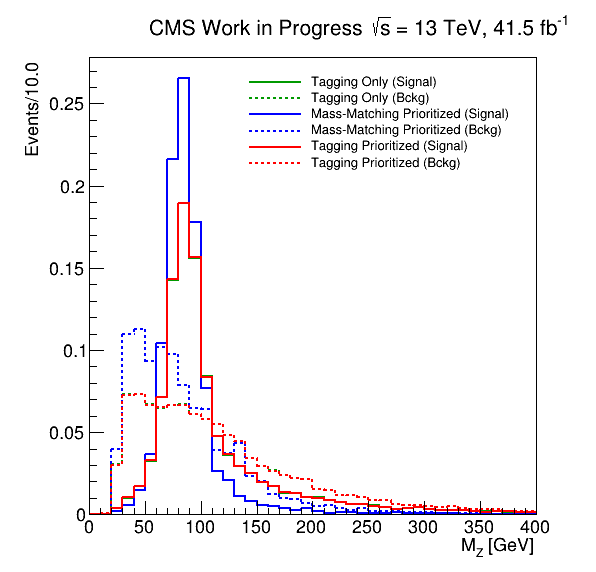 CMS Work in Progress √s = 13 TeV, 41.5 fb⁻¹
Events/10.0
Tagging Only (Signal)
Tagging Only (Bckg)
Mass-Matching Prioritized (Signal)
Mass-Matching Prioritized (Bckg)
Tagging Prioritized (Signal)
Tagging Prioritized (Bckg)
0.25
0.2
0.15
0.1
0.05
0
0 50 100 150 200 250 300 350 400
M_Z [GeV]